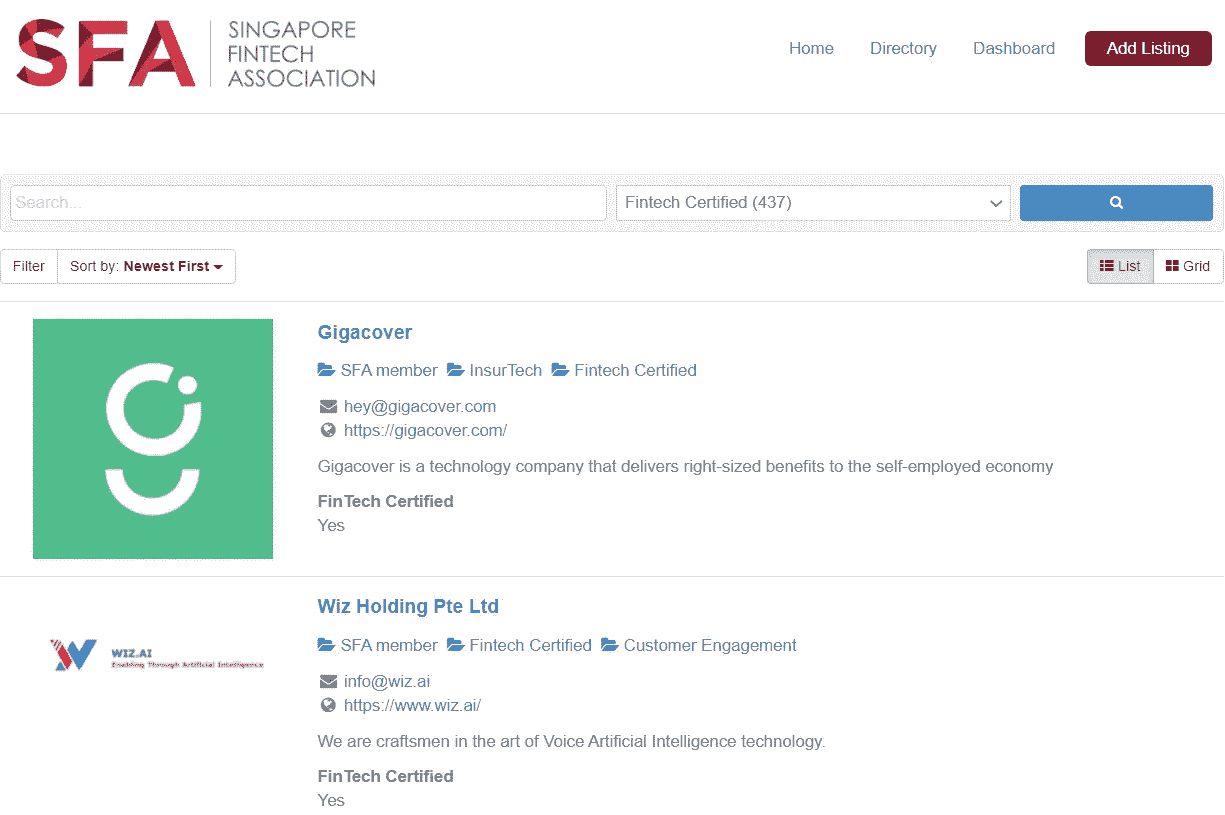 SFA
SINGAPORE
FINTECH
ASSOCIATION
Home Directory Dashboard Add Listing
Search...
Fintech Certified (437)
Filter Sort by: Newest First
List Grid
Gigacover
SFA member InsurTech Fintech Certified
hey@gigacover.com
https://gigacover.com/
Gigacover is a technology company that delivers right-sized benefits to the self-employed economy
FinTech Certified
Yes
Wiz Holding Pte Ltd
WIZ.AI
Enabling Through Artificial Intelligence
SFA member Fintech Certified Customer Engagement
info@wiz.ai
https://www.wiz.ai/
We are craftsmen in the art of Voice Artificial Intelligence technology.
FinTech Certified
Yes